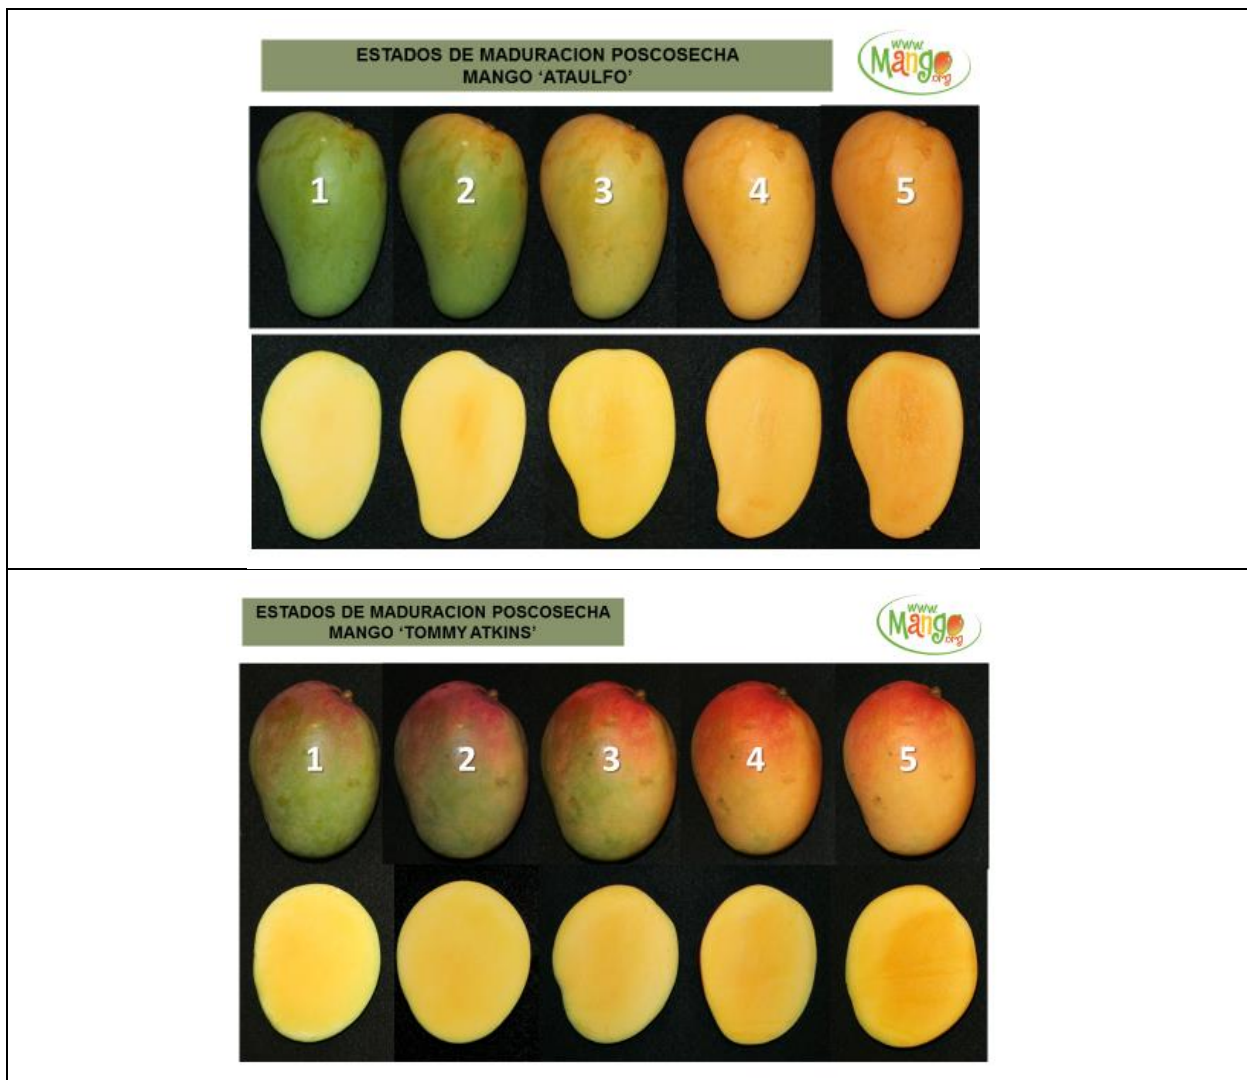 ESTADOS DE MADURACION POSCOSECHA
MANGO ‘ATAULFO’
www.
Mango
.org
1 2 3 4 5
ESTADOS DE MADURACION POSCOSECHA
MANGO ‘TOMMY ATKINS’
www.
Mango
.org
1 2 3 4 5